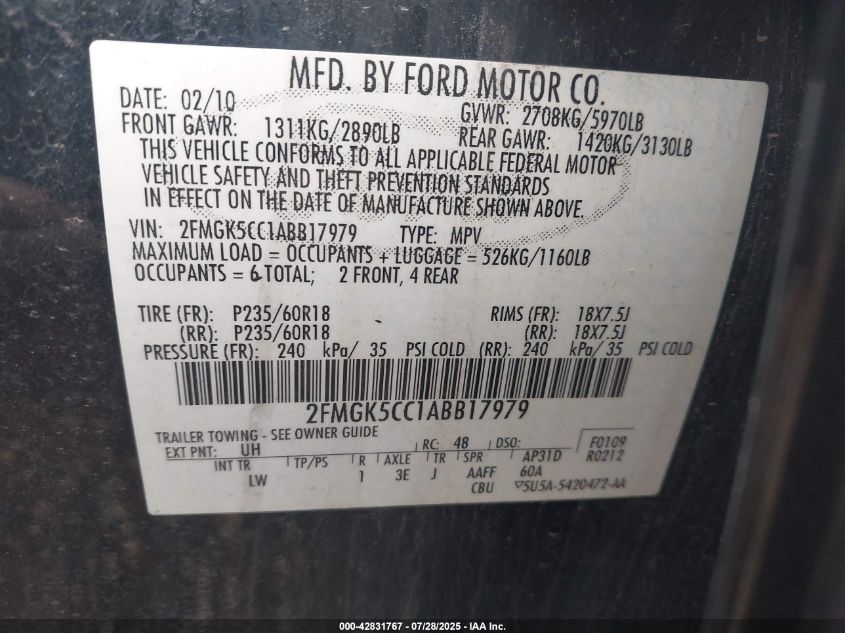 MFD. BY FORD MOTOR CO.
DATE: 02/10 GVWR: 2708KG/5970LB
FRONT GAWR: 1311KG/2890LB REAR GAWR: 1420KG/3130LB
THIS VEHICLE CONFORMS TO ALL APPLICABLE FEDERAL MOTOR
VEHICLE SAFETY AND THEFT PREVENTION STANDARDS
IN EFFECT ON THE DATE OF MANUFACTURE SHOWN ABOVE.
VIN: 2FMGK5CC1ABB17979 TYPE: MPV
MAXIMUM LOAD = OCCUPANTS + LUGGAGE = 526KG/1160LB
OCCUPANTS = 6 TOTAL; 2 FRONT, 4 REAR
TIRE (FR): P235/60R18 RIMS (FR): 18X7.5J
(RR): P235/60R18 (RR): 18X7.5J
PRESSURE (FR): 240 kPa/ 35 PSI COLD (RR): 240 kPa/ 35 PSI COLD
2FMGK5CC1ABB17979
TRAILER TOWING - SEE OWNER GUIDE
EXT PNT: UH RC: 48 DSO: F0109
INT TR TP/PS R AXLE TR SPR AP31D R0212
LW 1 3E J AAFF 60A
CBU 5U5A-5420472-AA
000-42831767 / 07/28/2025 - IAA Inc.